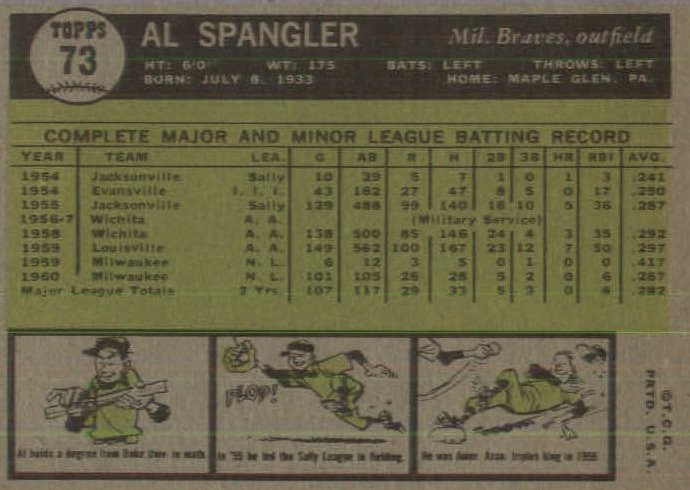 TOPPS
73
AL SPANGLER Mil. Braves, outfield
HT: 6'0" WT: 175 BATS: LEFT THROWS: LEFT
BORN: JULY 8, 1933 HOME: MAPLE GLEN, PA.
COMPLETE MAJOR AND MINOR LEAGUE BATTING RECORD
YEAR TEAM LEA. G AB R H 2B 3B HR RBI AVG.
1954 Jacksonville Sally 10 29 5 7 1 0 1 3 .241
1954 Evansville I. I. I. 43 162 27 47 8 5 0 17 .290
1955 Jacksonville Sally 129 488 99 140 16 10 5 36 .287
1956-7 Wichita A. A. (Military Service)
1958 Wichita A. A. 138 500 85 146 24 4 3 35 .292
1959 Louisville A. A. 149 562 100 167 23 12 7 50 .297
1959 Milwaukee N. L. 6 12 3 5 0 1 0 0 .417
1960 Milwaukee N. L. 101 105 26 28 5 2 0 6 .267
Major League Totals 2 Yrs. 107 117 29 33 5 3 0 6 .282
PLOP!
Al holds a degree from Duke Univ. in math.
In '55 he led the Sally League in fielding.
He was Amer. Assn. triples king in 1959.
©T.C.G.
PRTD. U.S.A.